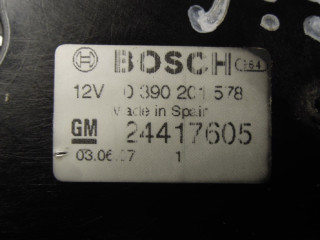 BOSCH
12V 0 390 201 578
Made in Spain
GM 24417605
03.06.07 1